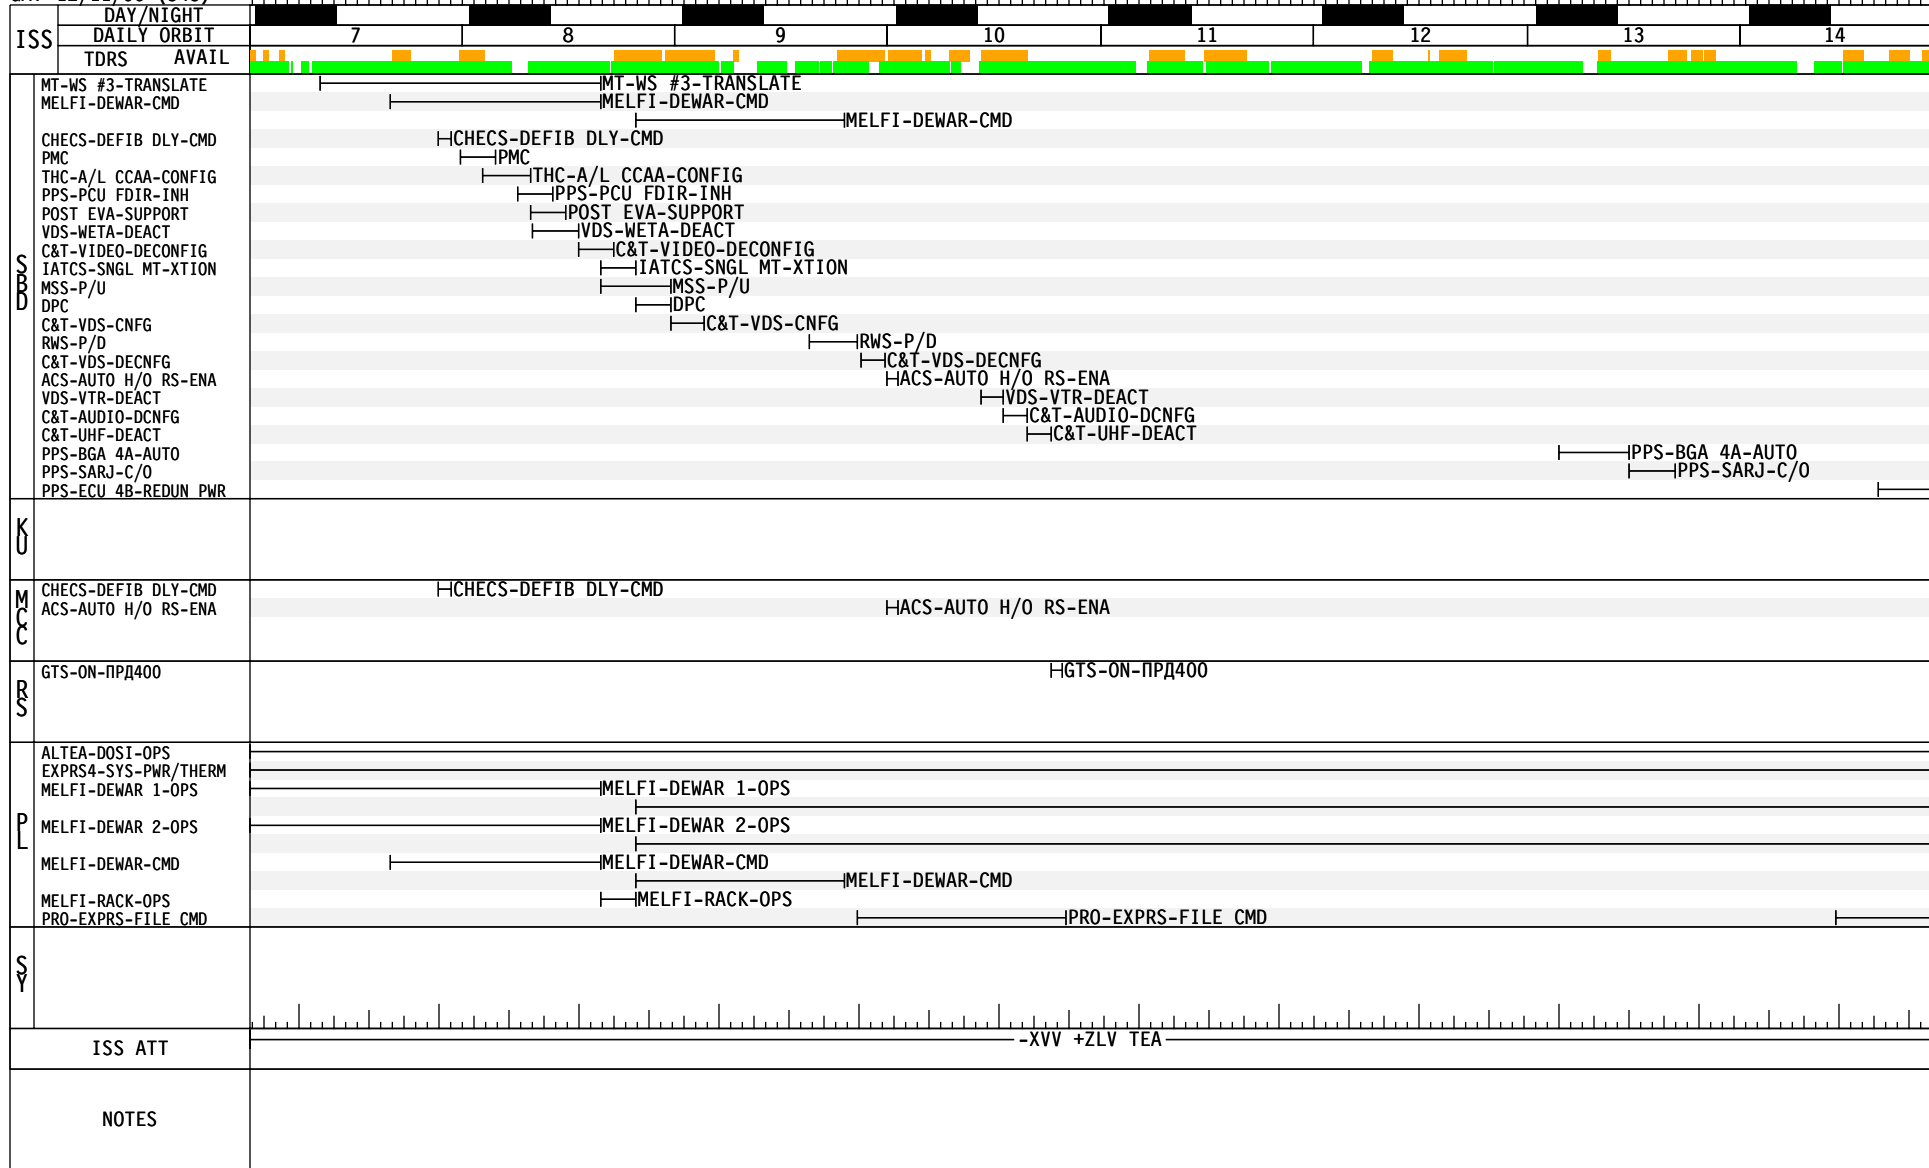 ISS
DAY/NIGHT
DAILY ORBIT 7 8 9 10 11 12 13 14
TDRS AVAIL
SBD
MT-WS #3-TRANSLATE MT-WS #3-TRANSLATE
MELFI-DEWAR-CMD MELFI-DEWAR-CMD
MELFI-DEWAR-CMD
CHECS-DEFIB DLY-CMD CHECS-DEFIB DLY-CMD
PMC PMC
THC-A/L CCAA-CONFIG THC-A/L CCAA-CONFIG
PPS-PCU FDIR-INH PPS-PCU FDIR-INH
POST EVA-SUPPORT POST EVA-SUPPORT
VDS-WETA-DEACT VDS-WETA-DEACT
C&T-VIDEO-DECONFIG C&T-VIDEO-DECONFIG
IATCS-SNGL MT-XTION IATCS-SNGL MT-XTION
MSS-P/U MSS-P/U
DPC DPC
C&T-VDS-CNFG C&T-VDS-CNFG
RWS-P/D RWS-P/D
C&T-VDS-DECNFG C&T-VDS-DECNFG
ACS-AUTO H/O RS-ENA ACS-AUTO H/O RS-ENA
VDS-VTR-DEACT VDS-VTR-DEACT
C&T-AUDIO-DCNFG C&T-AUDIO-DCNFG
C&T-UHF-DEACT C&T-UHF-DEACT
PPS-BGA 4A-AUTO PPS-BGA 4A-AUTO
PPS-SARJ-C/O PPS-SARJ-C/O
PPS-ECU 4B-REDUN PWR
KU
MCC
CHECS-DEFIB DLY-CMD CHECS-DEFIB DLY-CMD
ACS-AUTO H/O RS-ENA ACS-AUTO H/O RS-ENA
RS
GTS-ON-ПРД400 GTS-ON-ПРД400
PL
ALTEA-DOSI-OPS
EXPRS4-SYS-PWR/THERM
MELFI-DEWAR 1-OPS MELFI-DEWAR 1-OPS
MELFI-DEWAR 2-OPS MELFI-DEWAR 2-OPS
MELFI-DEWAR-CMD MELFI-DEWAR-CMD
MELFI-DEWAR-CMD
MELFI-RACK-OPS MELFI-RACK-OPS
PRO-EXPRS-FILE CMD PRO-EXPRS-FILE CMD
SY
ISS ATT -XVV +ZLV TEA
NOTES